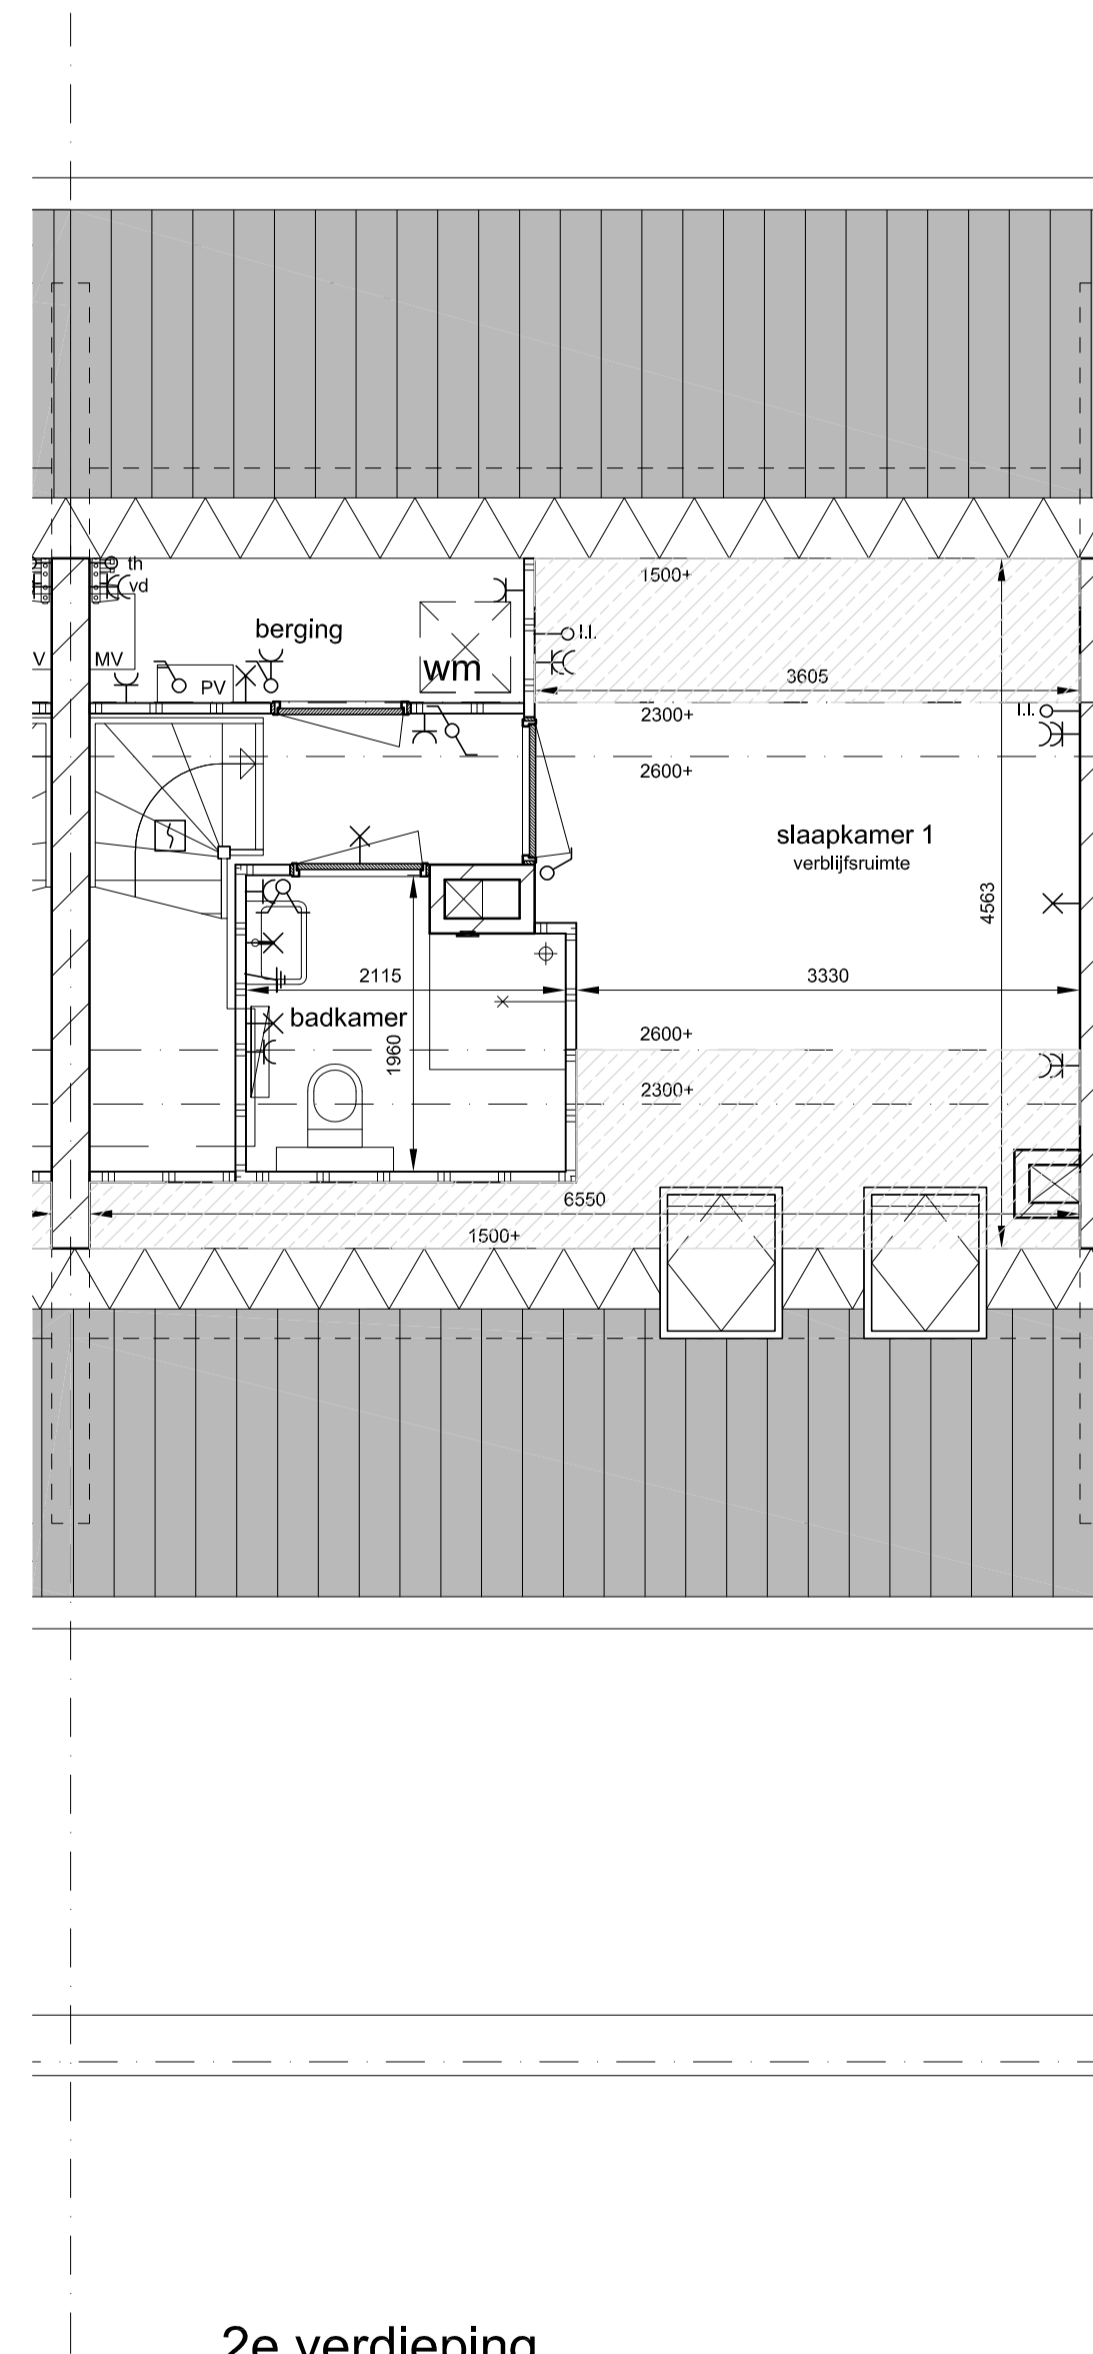 th
vd
1500+
berging
l.l.
V
MV
wm
PV
3605
2300+
l.l.
2600+
slaapkamer 1
verblijfsruimte
4563
2115
3330
badkamer
1960
2600+
2300+
6550
1500+
2e verdieping